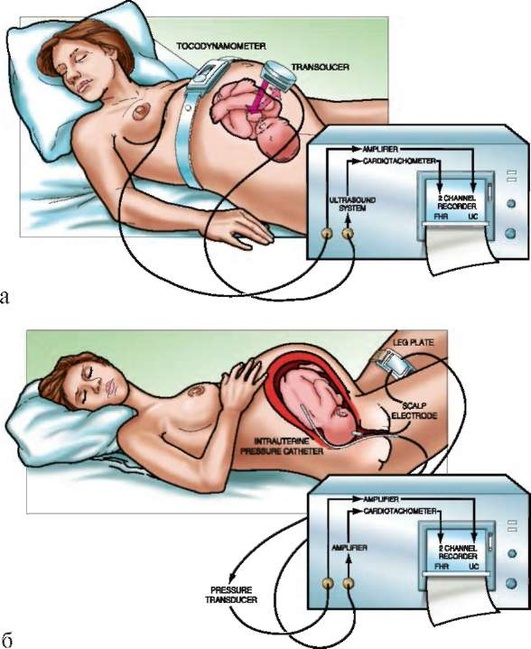 TOCODYNAMOMETER
TRANSOUCER
AMPLIFIER
CARDIOTACHOMETER
ULTRASOUND
SYSTEM
2 CHANNEL
RECORDER
FHR UC
а
LEG PLATE
SCALP
ELECTRODE
INTRAUTERINE
PRESSURE CATHETER
AMPLIFIER
CARDIOTACHOMETER
AMPLIFIER
2 CHANNEL
RECORDER
FHR UC
PRESSURE
TRANSDUCER
б